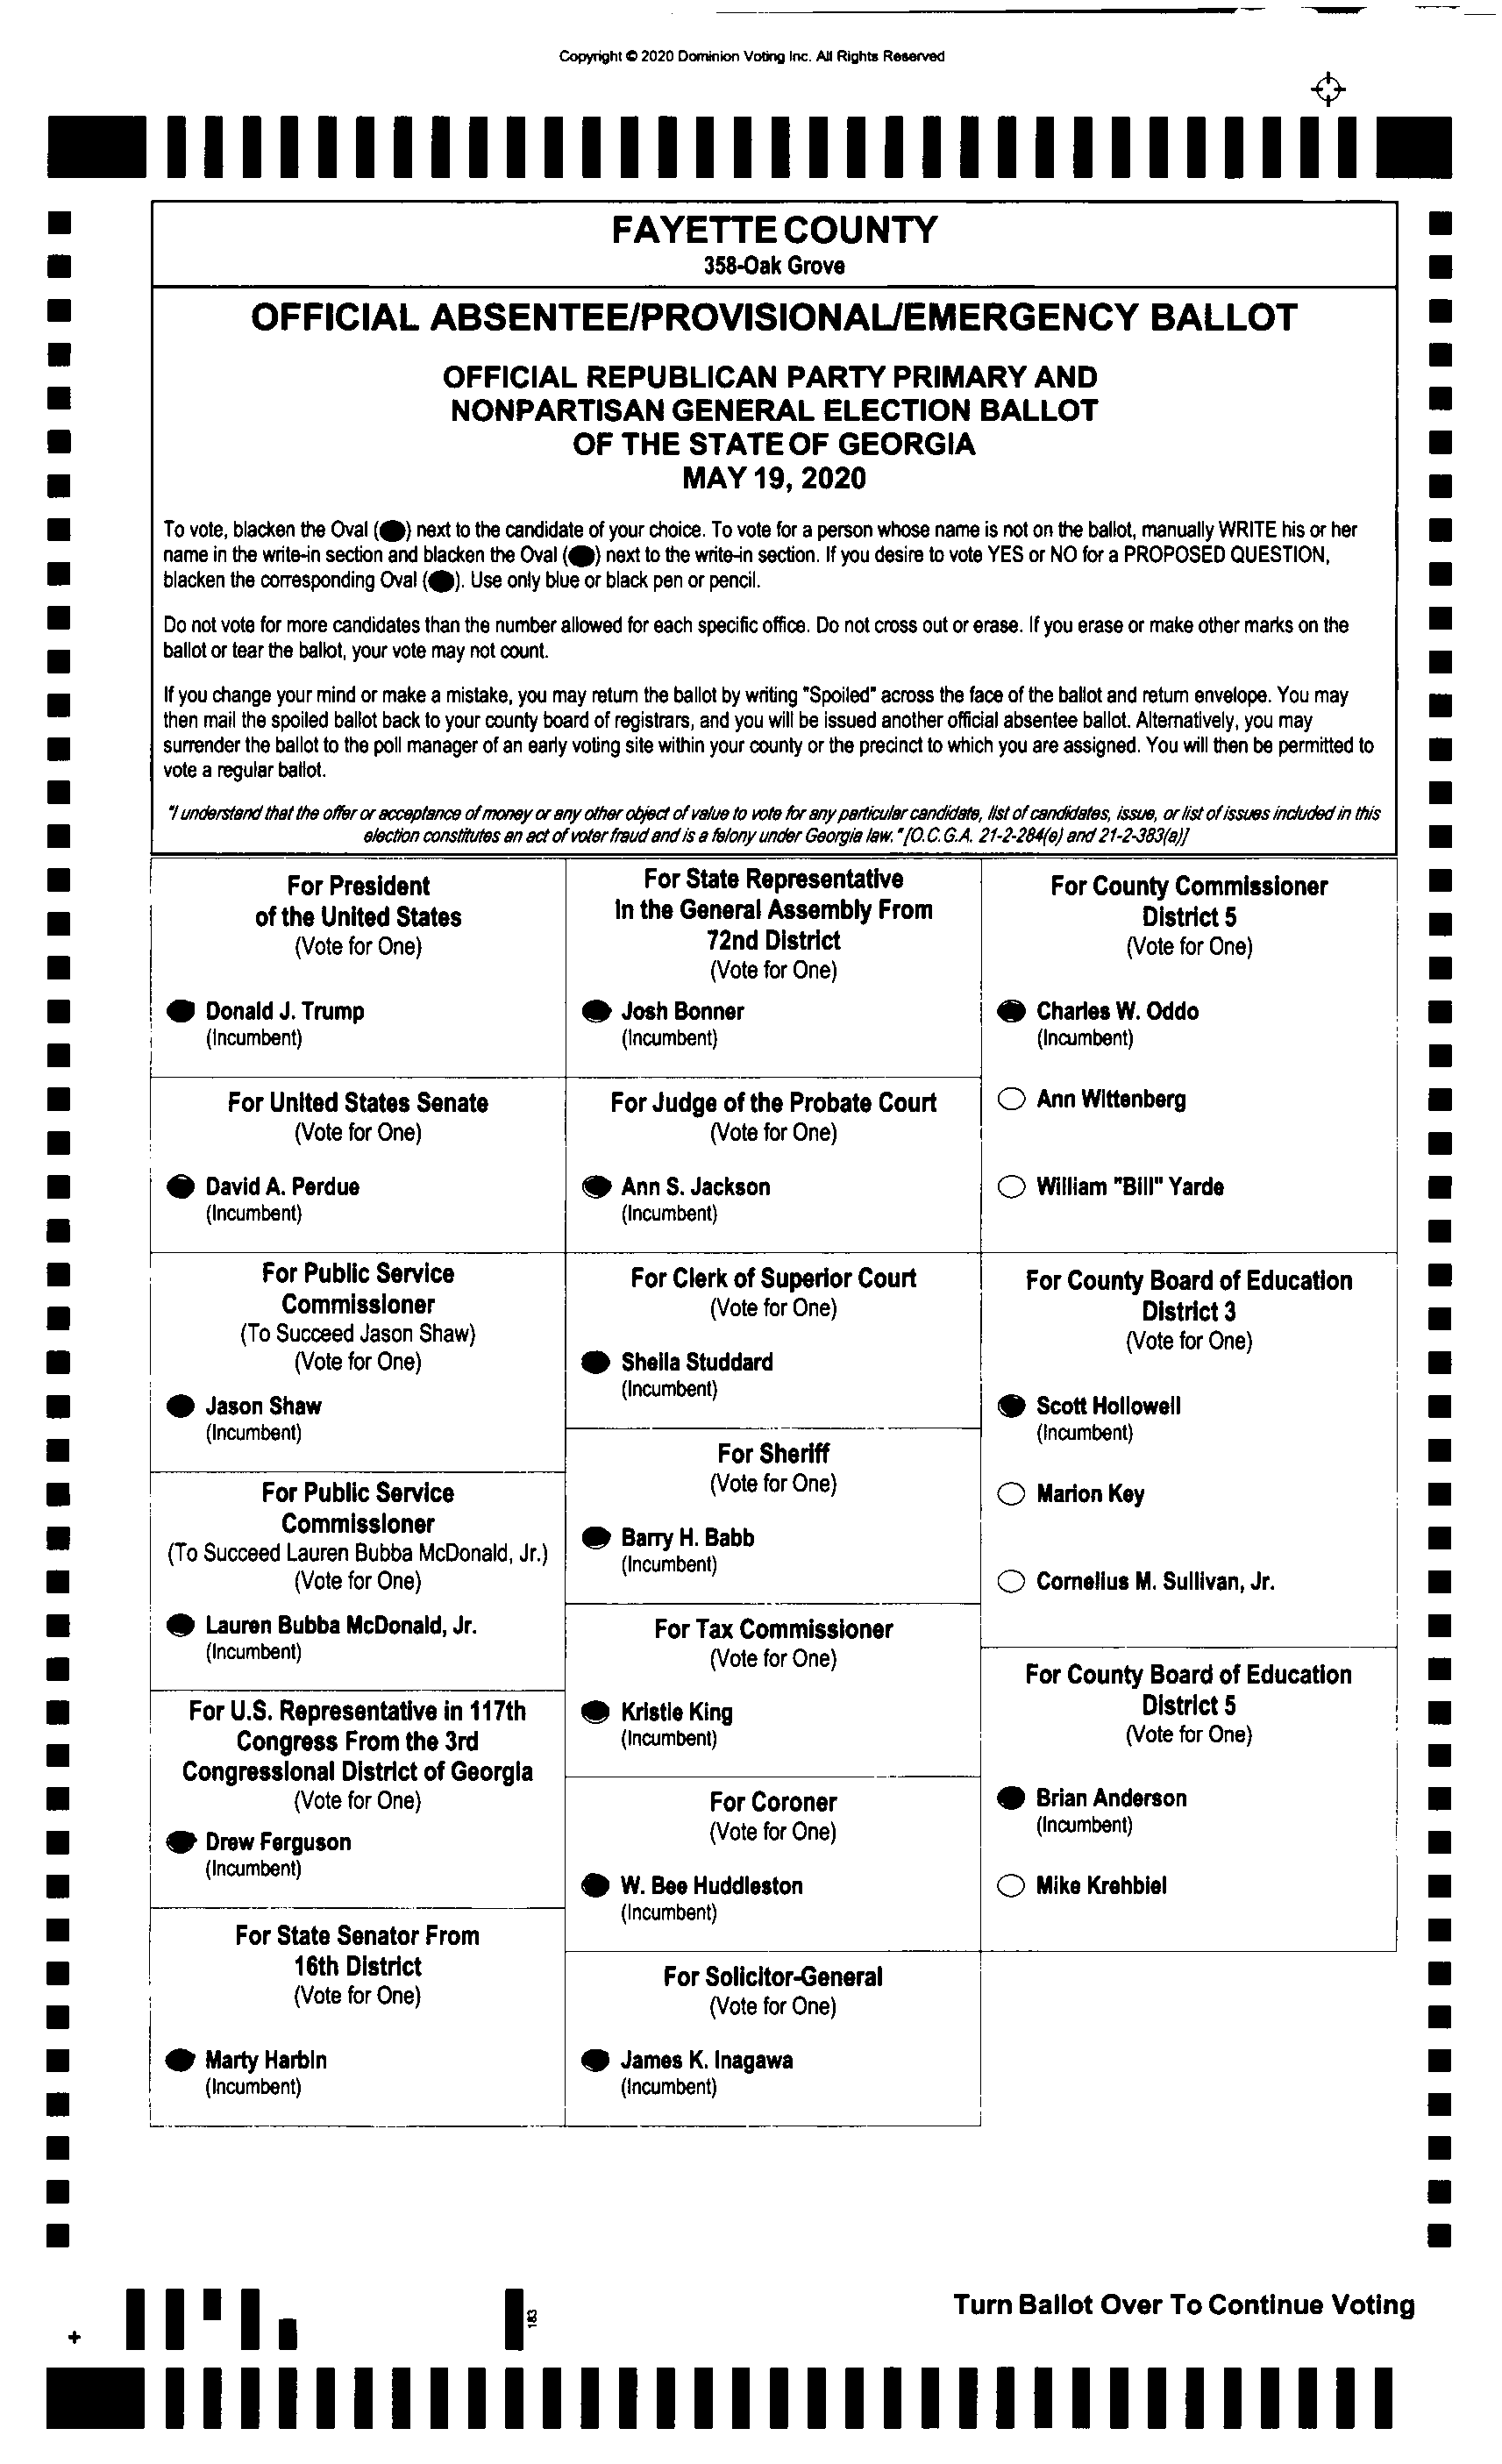 Copyright © 2020 Dominion Voting Inc. All Rights Reserved
FAYETTE COUNTY
358-Oak Grove
OFFICIAL ABSENTEE/PROVISIONAL/EMERGENCY BALLOT
OFFICIAL REPUBLICAN PARTY PRIMARY AND
NONPARTISAN GENERAL ELECTION BALLOT
OF THE STATE OF GEORGIA
MAY 19, 2020
To vote, blacken the Oval (●) next to the candidate of your choice. To vote for a person whose name is not on the ballot, manually WRITE his or her
name in the write-in section and blacken the Oval (●) next to the write-in section. If you desire to vote YES or NO for a PROPOSED QUESTION,
blacken the corresponding Oval (●). Use only blue or black pen or pencil.
Do not vote for more candidates than the number allowed for each specific office. Do not cross out or erase. If you erase or make other marks on the
ballot or tear the ballot, your vote may not count.
If you change your mind or make a mistake, you may return the ballot by writing "Spoiled" across the face of the ballot and return envelope. You may
then mail the spoiled ballot back to your county board of registrars, and you will be issued another official absentee ballot. Alternatively, you may
surrender the ballot to the poll manager of an early voting site within your county or the precinct to which you are assigned. You will then be permitted to
vote a regular ballot.
"I understand that the offer or acceptance of money or any other object of value to vote for any particular candidate, list of candidates, issue, or list of issues included in this
election constitutes an act of voter fraud and is a felony under Georgia law." [O.C.G.A. 21-2-284(e) and 21-2-383(a)]
For President
of the United States
(Vote for One)
Donald J. Trump
(Incumbent)
For United States Senate
(Vote for One)
David A. Perdue
(Incumbent)
For Public Service
Commissioner
(To Succeed Jason Shaw)
(Vote for One)
Jason Shaw
(Incumbent)
For Public Service
Commissioner
(To Succeed Lauren Bubba McDonald, Jr.)
(Vote for One)
Lauren Bubba McDonald, Jr.
(Incumbent)
For U.S. Representative in 117th
Congress From the 3rd
Congressional District of Georgia
(Vote for One)
Drew Ferguson
(Incumbent)
For State Senator From
16th District
(Vote for One)
Marty Harbin
(Incumbent)
For State Representative
In the General Assembly From
72nd District
(Vote for One)
Josh Bonner
(Incumbent)
For Judge of the Probate Court
(Vote for One)
Ann S. Jackson
(Incumbent)
For Clerk of Superior Court
(Vote for One)
Sheila Studdard
(Incumbent)
For Sheriff
(Vote for One)
Barry H. Babb
(Incumbent)
For Tax Commissioner
(Vote for One)
Kristie King
(Incumbent)
For Coroner
(Vote for One)
W. Bee Huddleston
(Incumbent)
For Solicitor-General
(Vote for One)
James K. Inagawa
(Incumbent)
For County Commissioner
District 5
(Vote for One)
Charles W. Oddo
(Incumbent)
Ann Wittenberg
William "Bill" Yarde
For County Board of Education
District 3
(Vote for One)
Scott Hollowell
(Incumbent)
Marion Key
Cornelius M. Sullivan, Jr.
For County Board of Education
District 5
(Vote for One)
Brian Anderson
(Incumbent)
Mike Krehbiel
Turn Ballot Over To Continue Voting
183
+